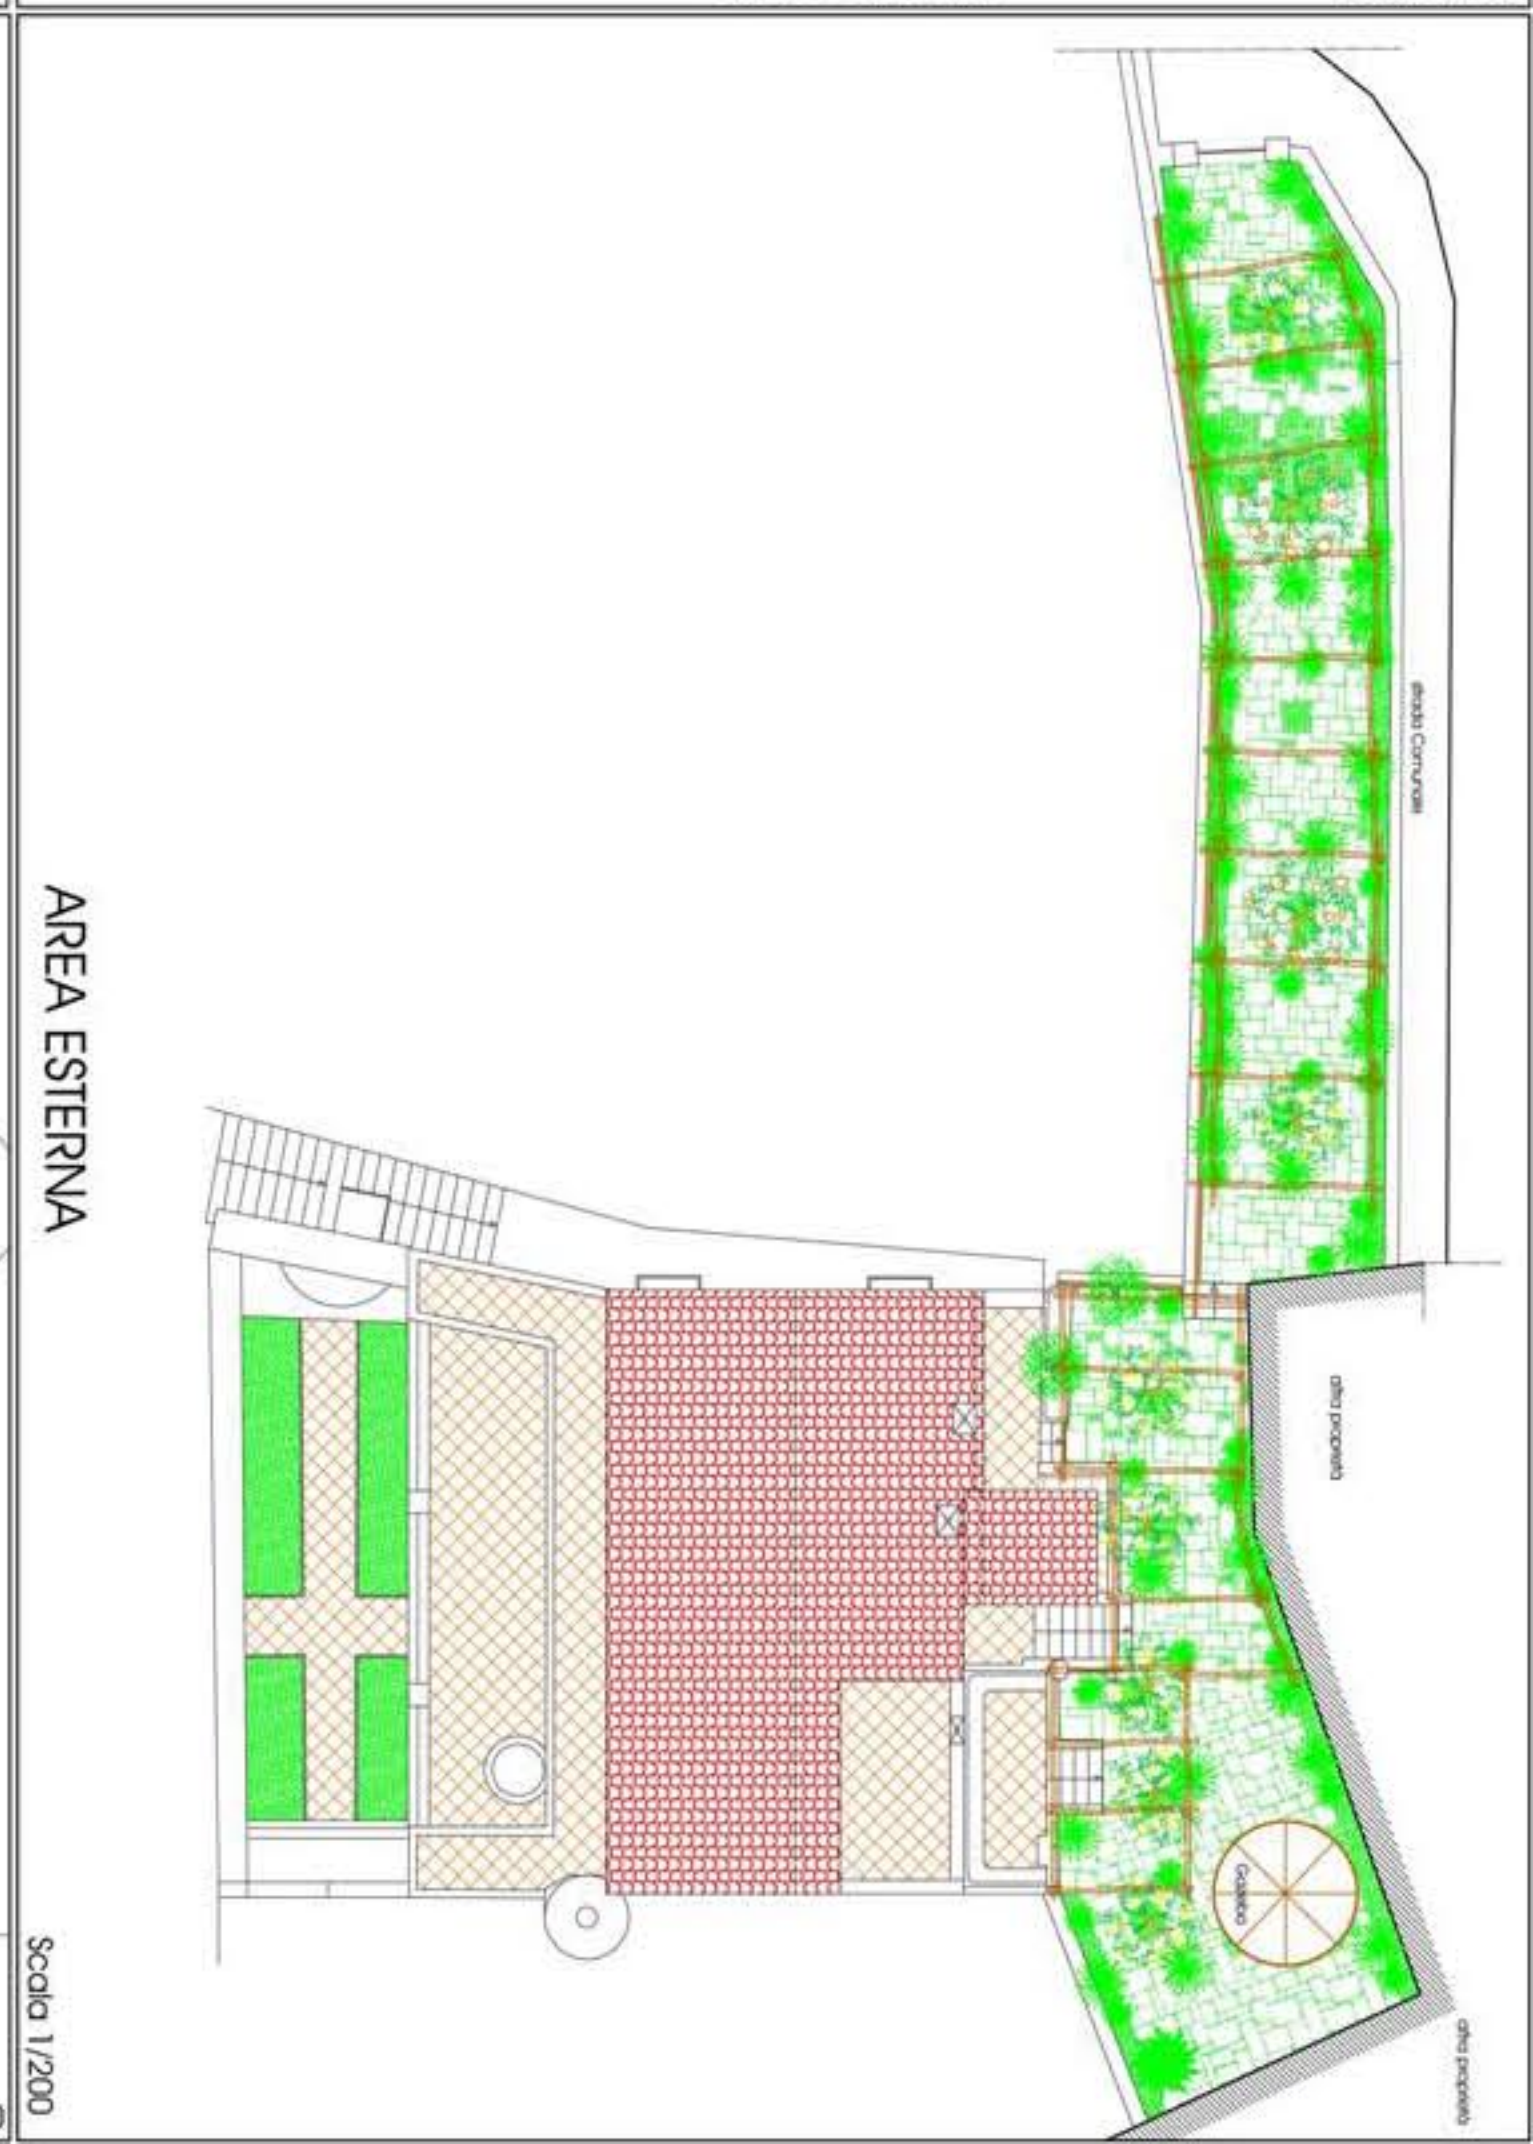 strada Comunale
altra proprietà
altra proprietà
Gazebo
AREA ESTERNA
Scala 1/200